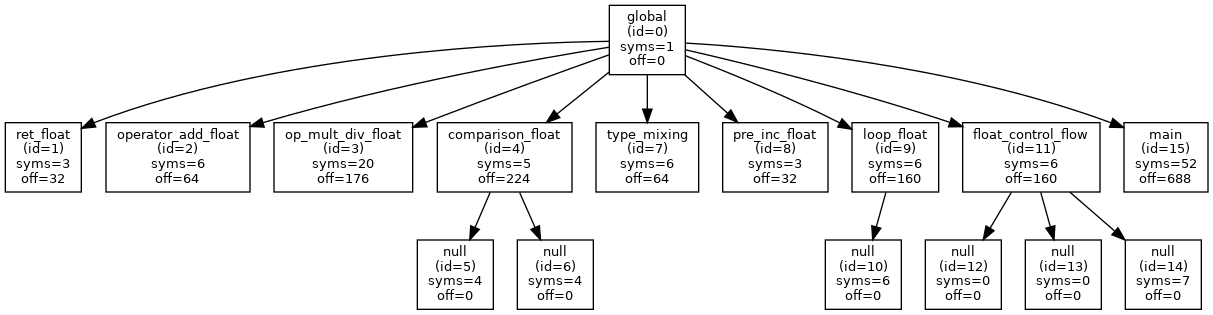 global
(id=0)
syms=1
off=0
ret_float
(id=1)
syms=3
off=32
operator_add_float
(id=2)
syms=6
off=64
op_mult_div_float
(id=3)
syms=20
off=176
comparison_float
(id=4)
syms=5
off=224
type_mixing
(id=7)
syms=6
off=64
pre_inc_float
(id=8)
syms=3
off=32
loop_float
(id=9)
syms=6
off=160
float_control_flow
(id=11)
syms=6
off=160
main
(id=15)
syms=52
off=688
null
(id=5)
syms=4
off=0
null
(id=6)
syms=4
off=0
null
(id=10)
syms=6
off=0
null
(id=12)
syms=0
off=0
null
(id=13)
syms=0
off=0
null
(id=14)
syms=7
off=0